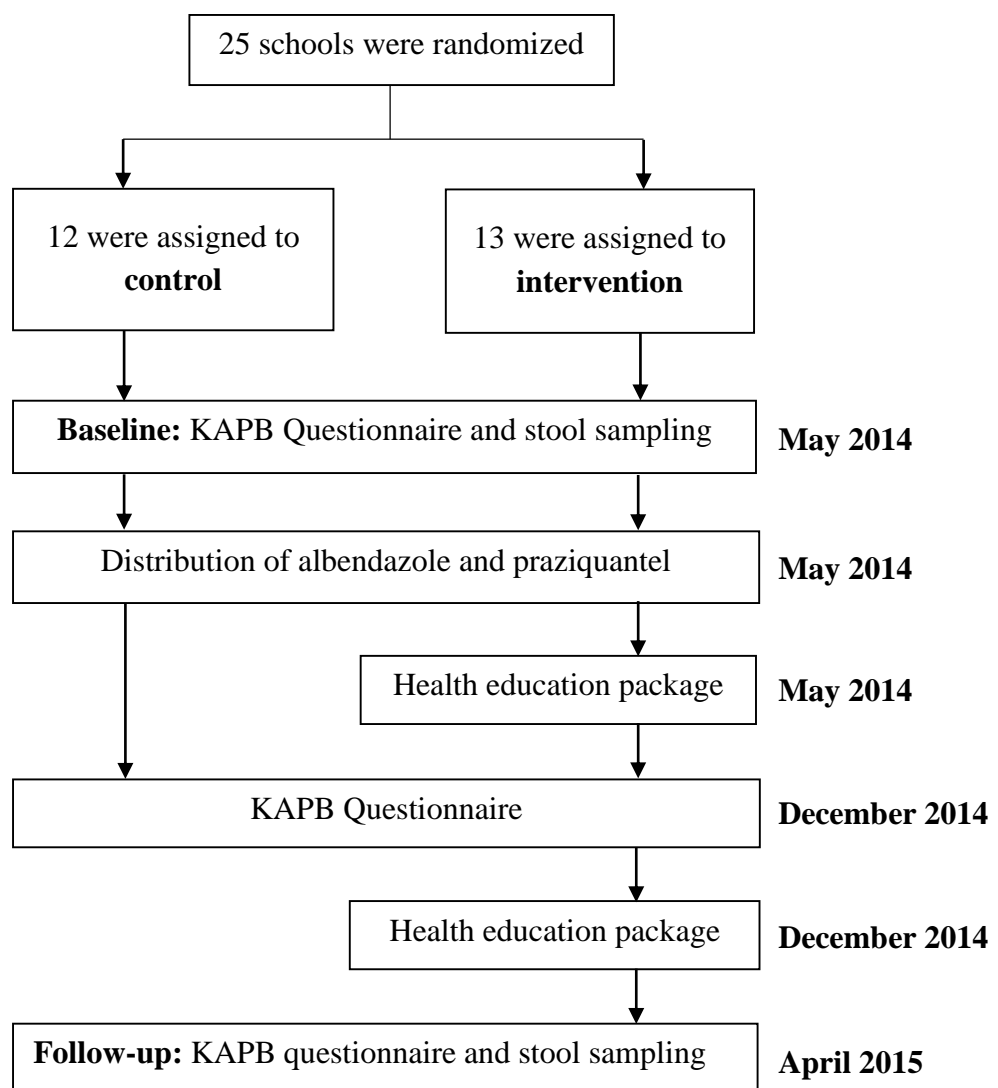 25 schools were randomized
12 were assigned to
control
13 were assigned to
intervention
Baseline: KAPB Questionnaire and stool sampling
May 2014
Distribution of albendazole and praziquantel
May 2014
Health education package
May 2014
KAPB Questionnaire
December 2014
Health education package
December 2014
Follow-up: KAPB questionnaire and stool sampling
April 2015